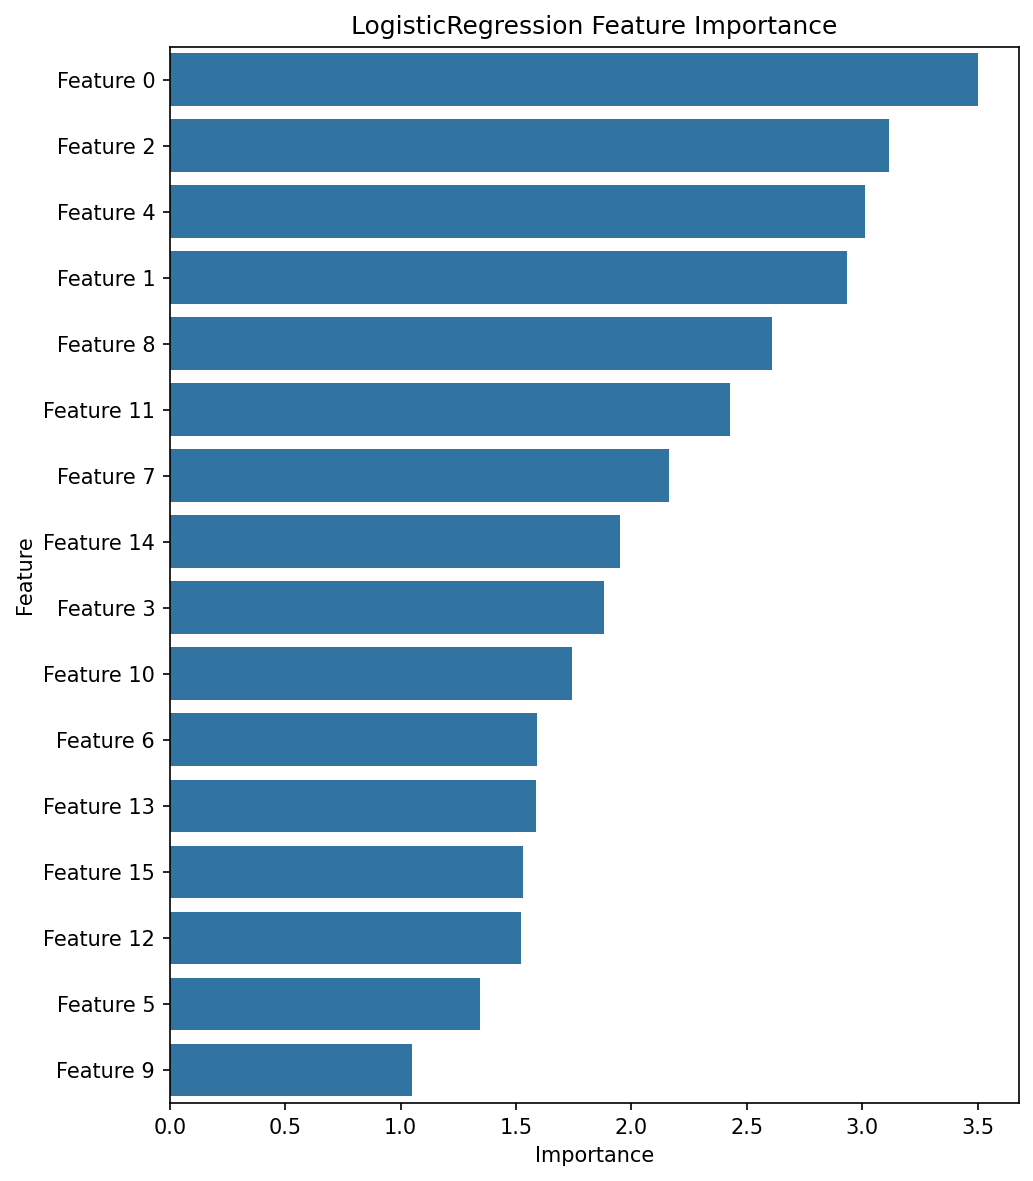 LogisticRegression Feature Importance
Feature 0
Feature 2
Feature 4
Feature 1
Feature 8
Feature 11
Feature 7
Feature 14
Feature 3
Feature 10
Feature 6
Feature 13
Feature 15
Feature 12
Feature 5
Feature 9
Feature
0.0 0.5 1.0 1.5 2.0 2.5 3.0 3.5
Importance